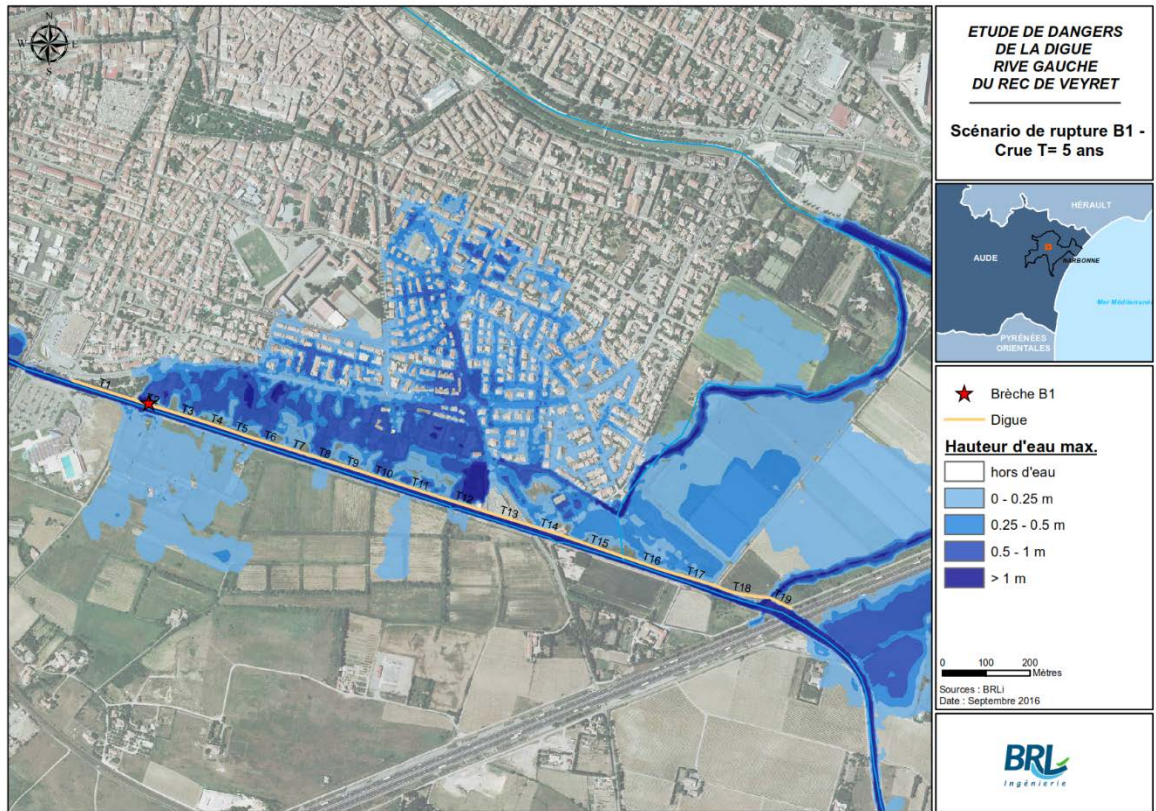 N
W
E
S
T1
T2
T3
T4
T5
T6
T7
T8
T9
T10
T11
T12
T13
T14
T15
T16
T17
T18
T19
ETUDE DE DANGERS
DE LA DIGUE
RIVE GAUCHE
DU REC DE VEYRET
Scénario de rupture B1 -
Crue T= 5 ans
HÉRAULT
AUDE
NARBONNE
Mer Méditerrané
PYRÉNÉES
ORIENTALES
Brèche B1
Digue
Hauteur d'eau max.
hors d'eau
0 - 0.25 m
0.25 - 0.5 m
0.5 - 1 m
> 1 m
0 100 200
Mètres
Sources : BRLi
Date : Septembre 2016
BRL
Ingénierie